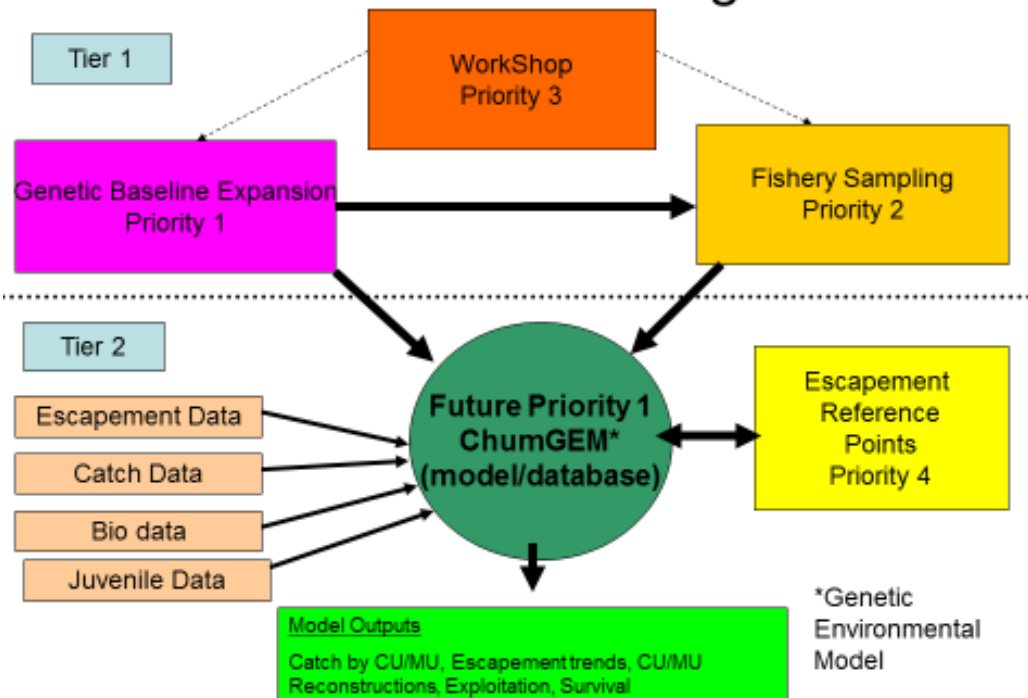 Tier 1
WorkShop
Priority 3
Genetic Baseline Expansion
Priority 1
Fishery Sampling
Priority 2
Tier 2
Escapement Data
Catch Data
Bio data
Juvenile Data
Future Priority 1
ChumGEM*
(model/database)
Escapement
Reference
Points
Priority 4
*Genetic
Environmental
Model
Model Outputs
Catch by CU/MU, Escapement trends, CU/MU
Reconstructions, Exploitation, Survival